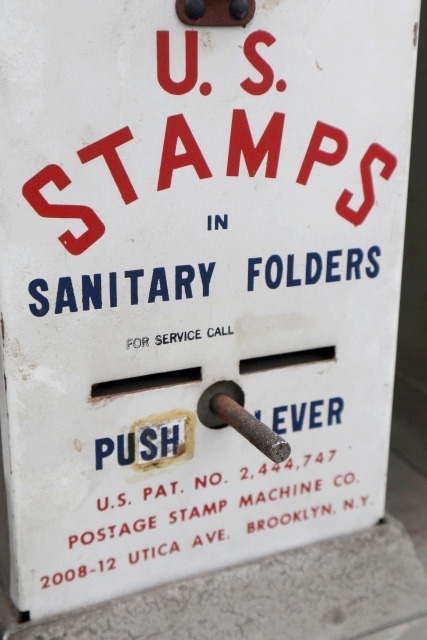 U. S.
STAMPS
IN
SANITARY FOLDERS
FOR SERVICE CALL
PUSH LEVER
U.S. PAT. NO. 2,444,747
POSTAGE STAMP MACHINE CO.
2008-12 UTICA AVE. BROOKLYN, N.Y.